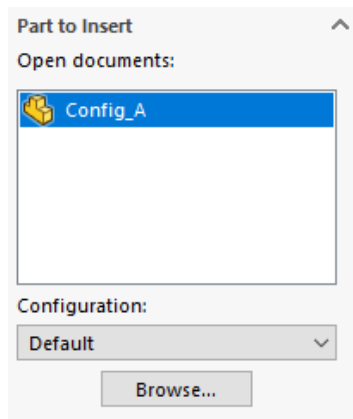 Part to Insert
Open documents:
Config_A
Configuration:
Default
Browse...